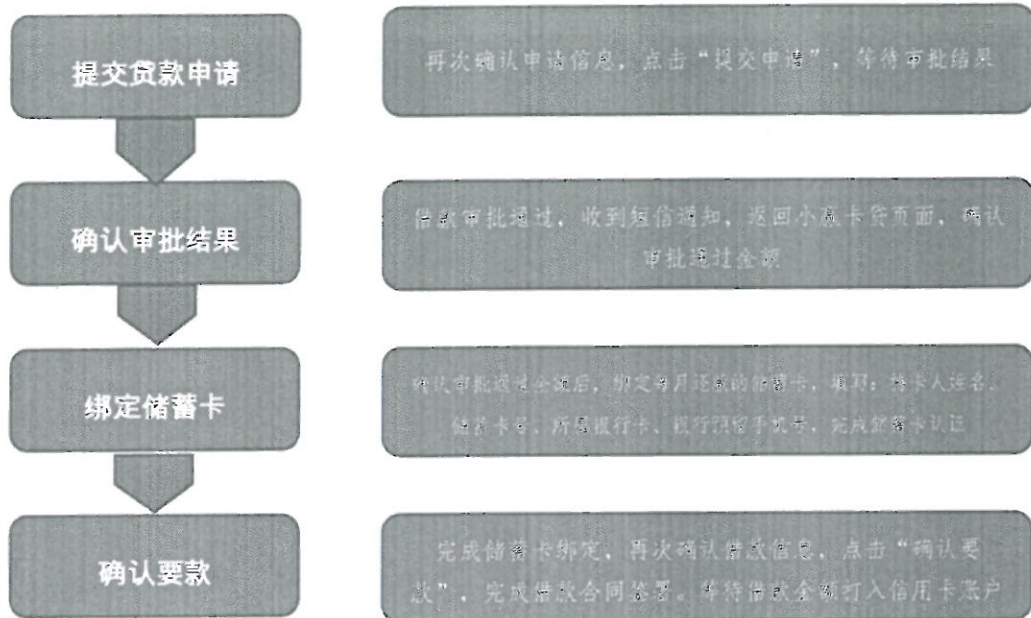 提交贷款申请
再次确认申请信息，点击“提交申请”，等待审批结果
确认审批结果
借款审批通过，收到短信通知，返回小赢卡贷页面，确认
审批通过金额
绑定储蓄卡
确认审批通过金额后，绑定每月还款的储蓄卡，填写：持卡人姓名、
储蓄卡号、所属银行卡、银行预留手机号，完成储蓄卡认证
确认要款
完成储蓄卡绑定，再次确认借款信息，点击“确认要
款”，完成借款合同签署。等待借款金额打入信用卡账户